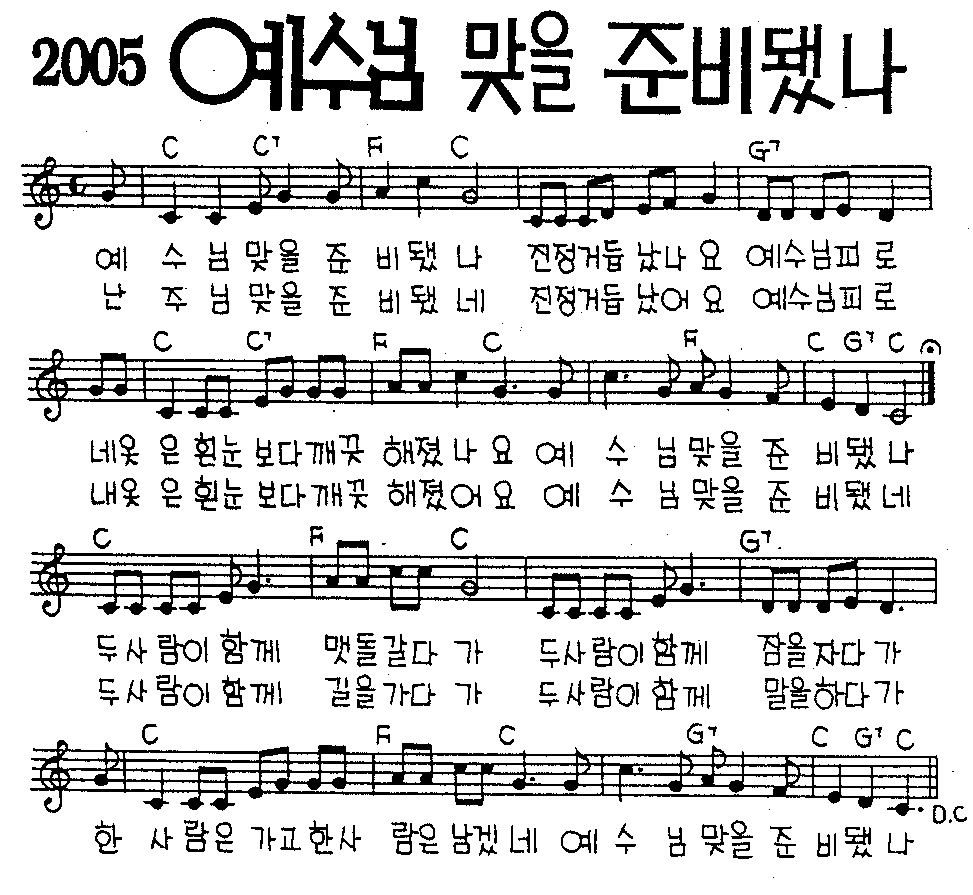 2005 예수님 맞을 준비됐나
C C7 F C G7
예 수 님 맞을 준 비됐 나 진정거듭 났나 요 예수님피 로
난 주 님 맞을 준 비됐 네 진정거듭 났어 요 예수님피 로
C C7 F C F C G7 C
네옷 은 흰눈 보다깨끗 해졌 나 요 예 수 님 맞을 준 비됐 나
내옷 은 흰눈 보다깨끗 해졌 어 요 예 수 님 맞을 준 비됐 네
C F C G7
두사 람이 함께 맷돌갈다 가 두사람이 함께 잠을자다 가
두사 람이 함께 길을가다 가 두사람이 함께 말을하다 가
C F C G7 C G7 C
D.C
한 사 람은 가고한사 람은 남겠 네 예 수 님 맞을 준 비됐 나